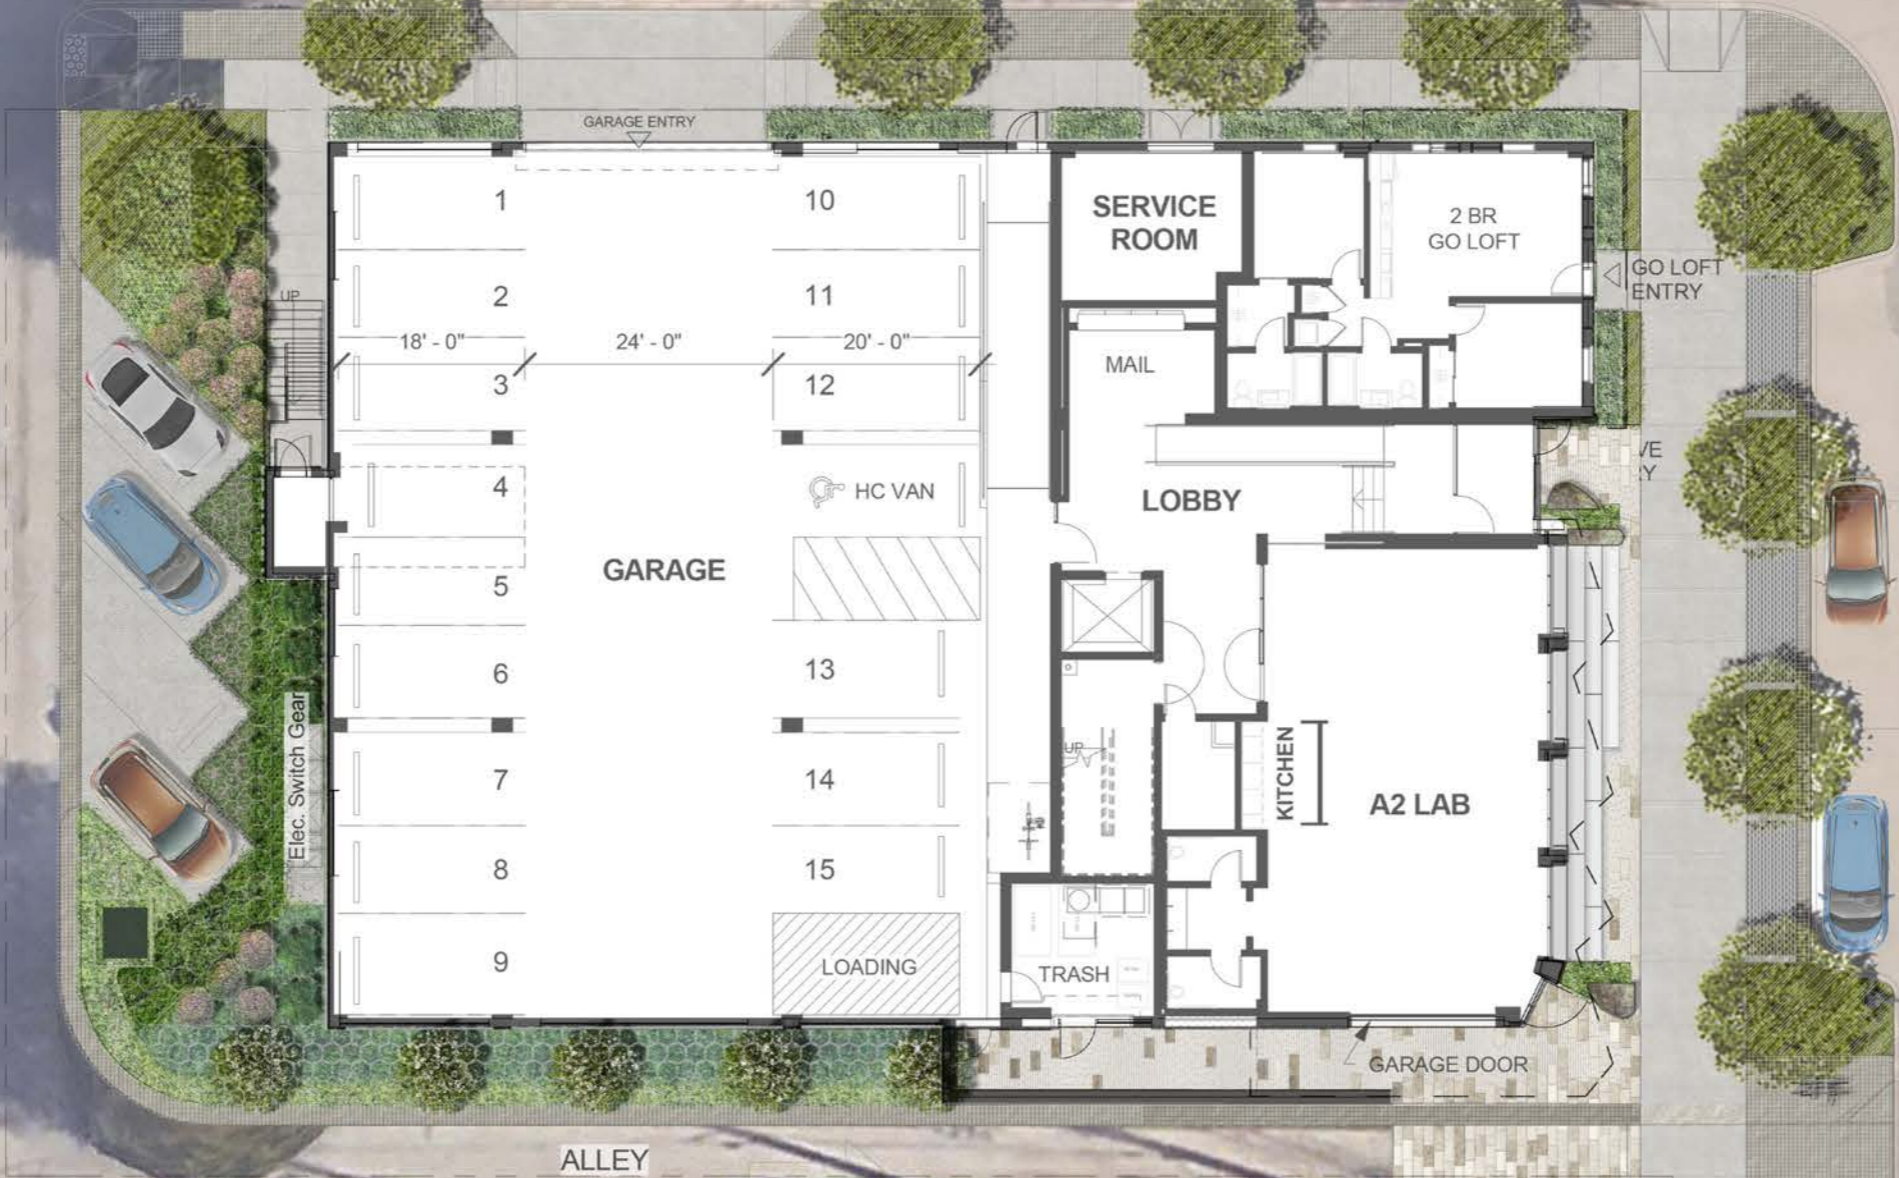 GARAGE ENTRY
1
10
SERVICE
ROOM
2 BR
GO LOFT
GO LOFT
ENTRY
UP
2
11
18' - 0"
24' - 0"
20' - 0"
MAIL
3
12
VE
RY
4
HC VAN
LOBBY
GARAGE
5
6
13
Elec. Switch Gear
UP
KITCHEN
7
14
A2 LAB
8
15
9
LOADING
TRASH
GARAGE DOOR
ALLEY